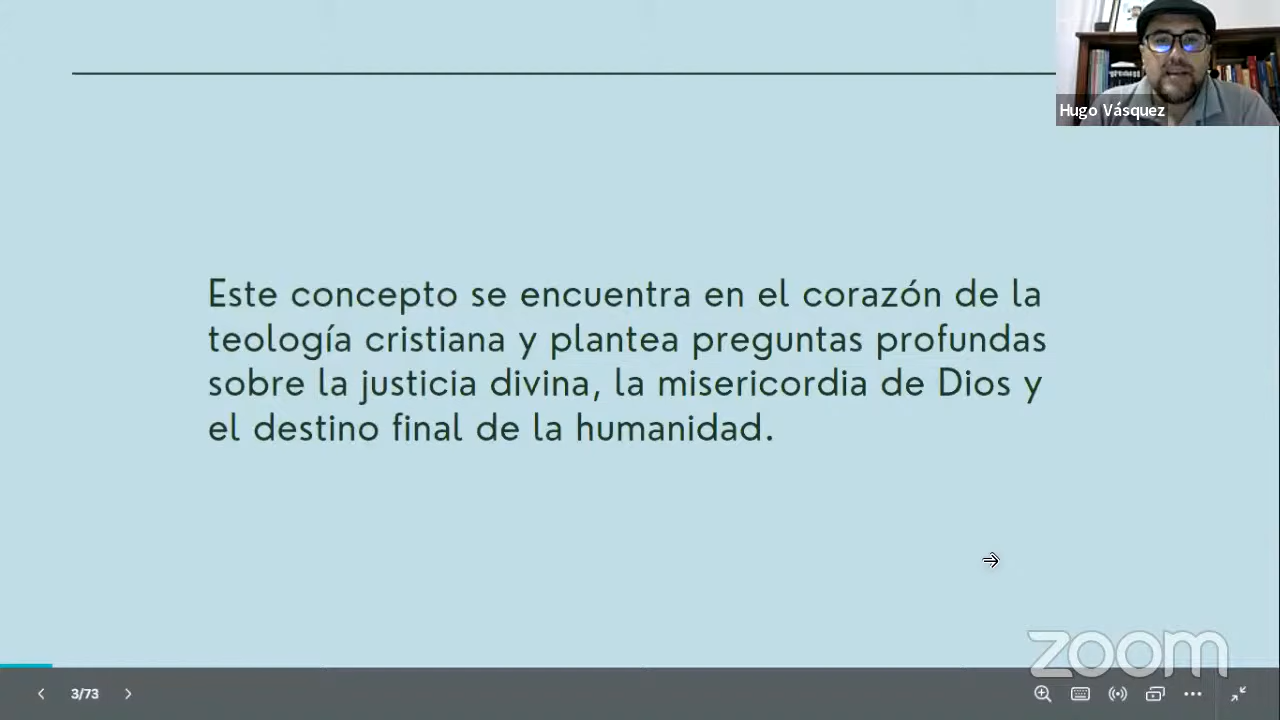 Hugo Vásquez
Este concepto se encuentra en el corazón de la
teología cristiana y plantea preguntas profundas
sobre la justicia divina, la misericordia de Dios y
el destino final de la humanidad.
zoom
3/73